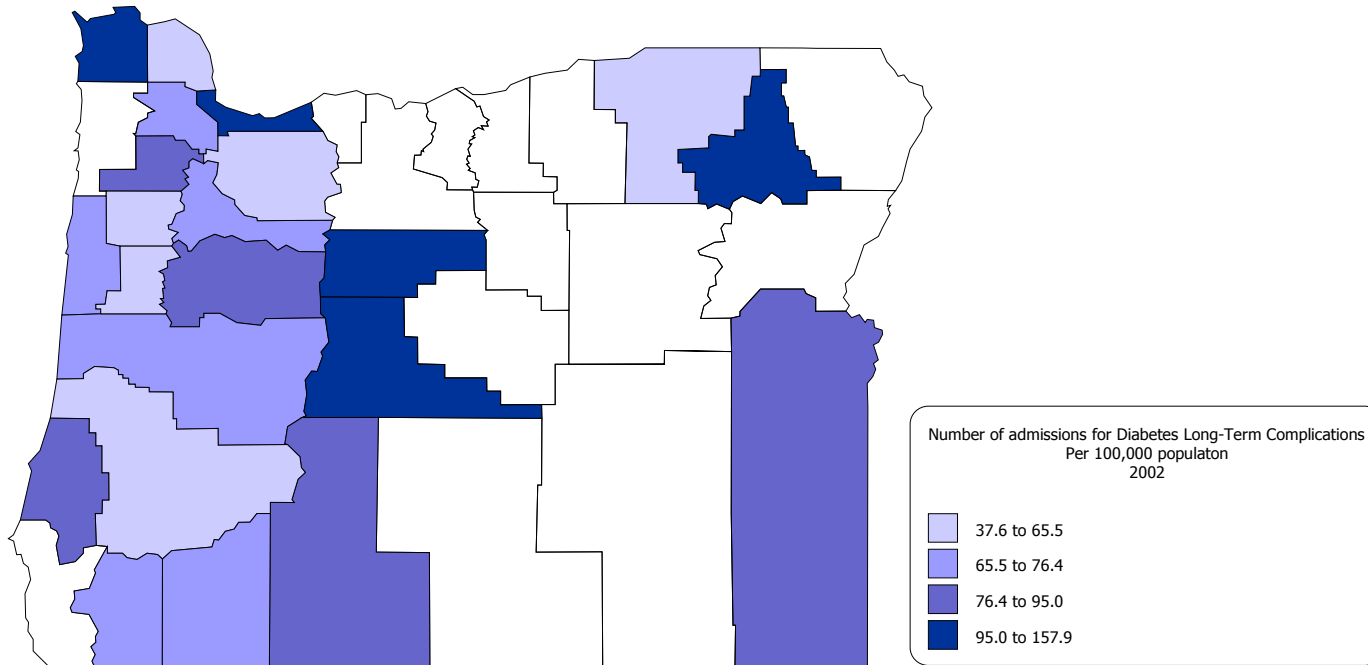 Number of admissions for Diabetes Long-Term Complications
Per 100,000 populaton
2002
37.6 to 65.5
65.5 to 76.4
76.4 to 95.0
95.0 to 157.9